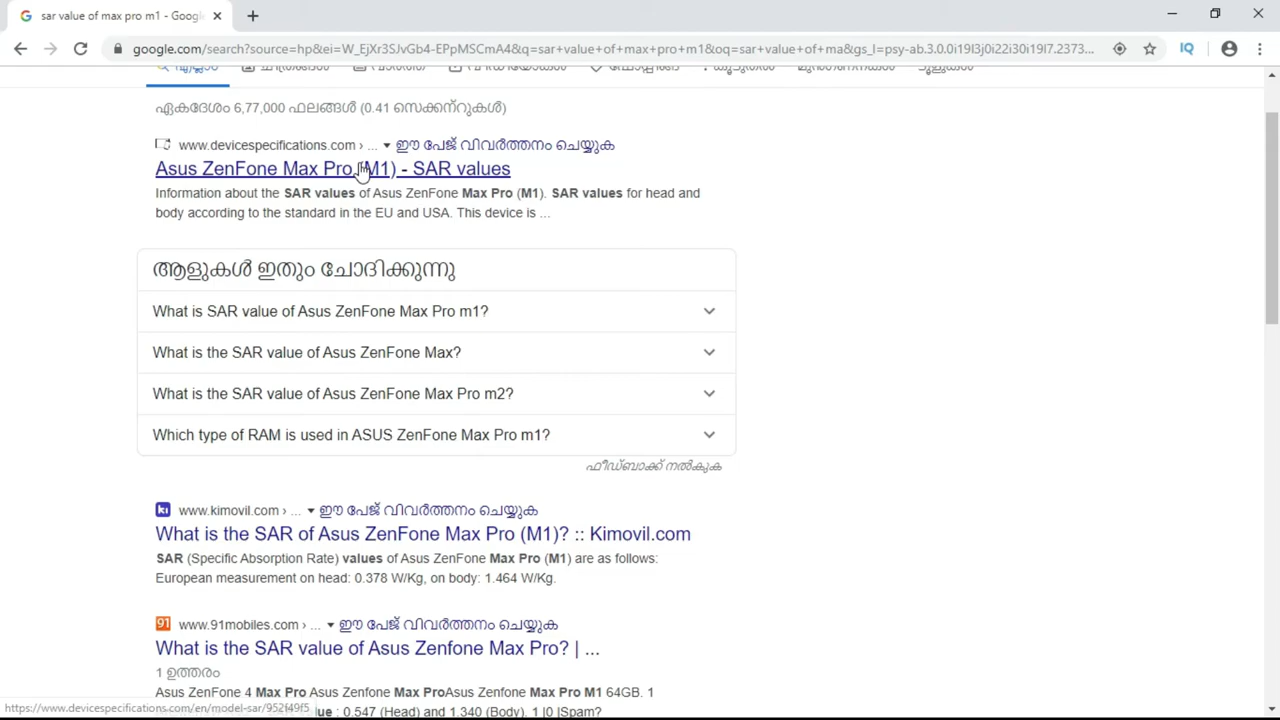 sar value of max pro m1 - Goog
google.com/search?source=hp&ei=W_EjXr3SJvGb4-EPpMSCmA4&q=sar+value+of+max+pro+m1&oq=sar+value+of+ma&gs_l=psy-ab.3.0.0i19l3j0i22i30i19l7.2373...
ഏകദേശം 6,77,000 ഫലങ്ങൾ (0.41 സെക്കന്റുകൾ)
www.devicespecifications.com › ... ഈ പേജ് വിവർത്തനം ചെയ്യുക
Asus ZenFone Max Pro (M1) - SAR values
Information about the SAR values of Asus ZenFone Max Pro (M1). SAR values for head and
body according to the standard in the EU and USA. This device is ...
ആളുകൾ ഇതും ചോദിക്കുന്നു
What is SAR value of Asus ZenFone Max Pro m1?
What is the SAR value of Asus ZenFone Max?
What is the SAR value of Asus ZenFone Max Pro m2?
Which type of RAM is used in ASUS ZenFone Max Pro m1?
ഫീഡ്ബാക്ക് നൽകുക
ki www.kimovil.com › ... ഈ പേജ് വിവർത്തനം ചെയ്യുക
What is the SAR of Asus ZenFone Max Pro (M1)? :: Kimovil.com
SAR (Specific Absorption Rate) values of Asus ZenFone Max Pro (M1) are as follows:
European measurement on head: 0.378 W/Kg, on body: 1.464 W/Kg.
91 www.91mobiles.com › ... ഈ പേജ് വിവർത്തനം ചെയ്യുക
What is the SAR value of Asus Zenfone Max Pro? | ...
1 ഉത്തരം
Asus ZenFone 4 Max Pro Asus Zenfone Max ProAsus Zenfone Max Pro M1 64GB. 1
https://www.devicespecifications.com/en/model-sar/952f49f5
: 0.547 (Head) and 1.340 (Body). 1 |0 |Spam?